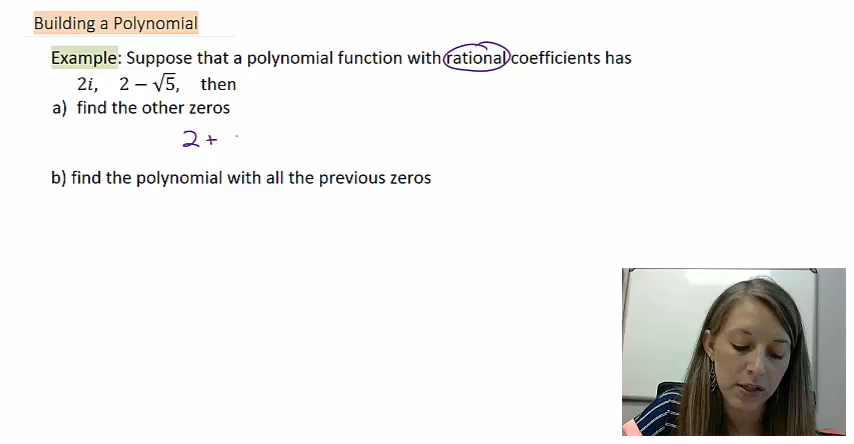 Building a Polynomial
Example: Suppose that a polynomial function with rational coefficients has
2i, 2 − √5, then
a) find the other zeros
2 +
b) find the polynomial with all the previous zeros